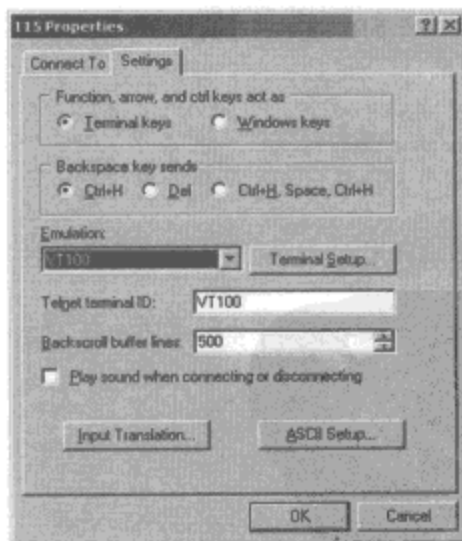 115 Properties
Connect To Settings
Function, arrow, and ctrl keys act as
Terminal keys Windows keys
Backspace key sends
Ctrl+H Del Ctrl+H, Space, Ctrl+H
Emulation:
VT100 Terminal Setup...
Telnet terminal ID: VT100
Backscroll buffer lines: 500
Play sound when connecting or disconnecting
Input Translation... ASCII Setup...
OK Cancel